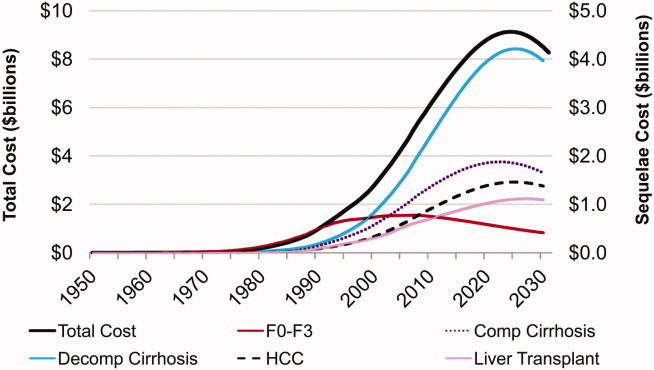 $10 $5.0
$8 $4.0
$6 $3.0
$4 $2.0
$2 $1.0
$0 $0.0
Total Cost ($billions)
Sequelae Cost ($billions)
1950 1960 1970 1980 1990 2000 2010 2020 2030
Total Cost F0-F3 Comp Cirrhosis
Decomp Cirrhosis HCC Liver Transplant